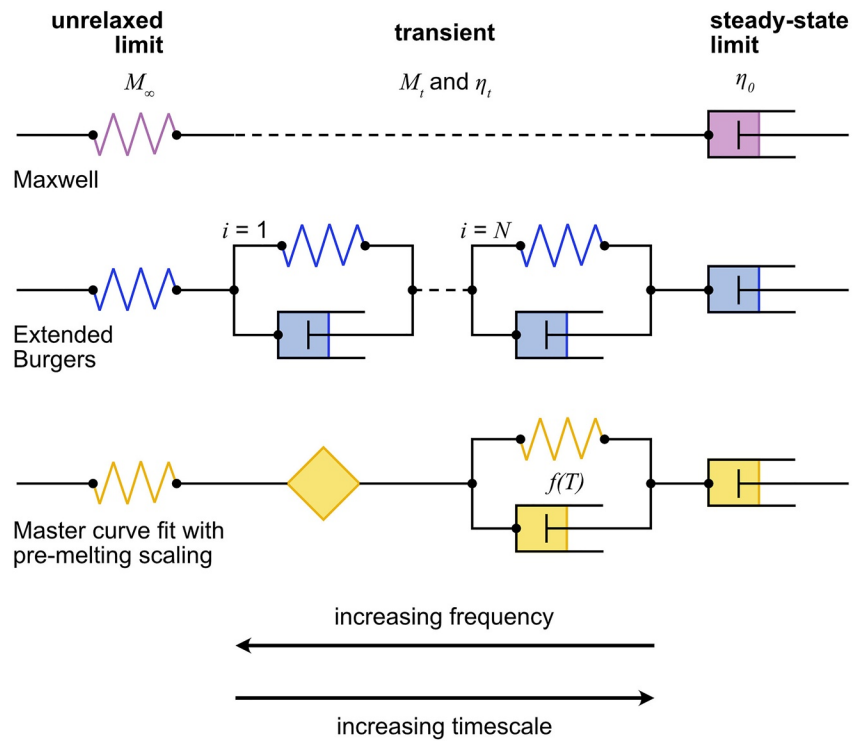 unrelaxed
limit
transient
steady-state
limit
M∞
Mt and ηt
η0
Maxwell
i = 1
i = N
Extended
Burgers
f(T)
Master curve fit with
pre-melting scaling
increasing frequency
increasing timescale